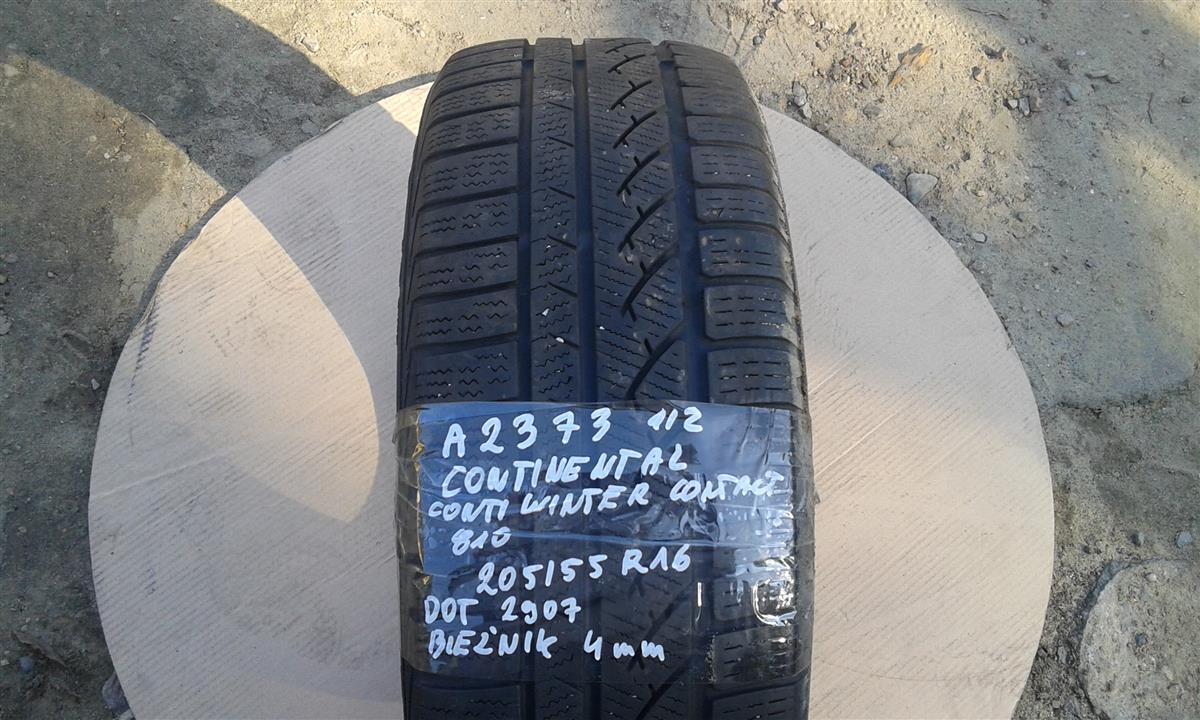 A2373 1/2
CONTINENTAL
CONTI WINTER CONTACT
810
205/55 R16
DOT 2907
BIEŻNIK 4mm